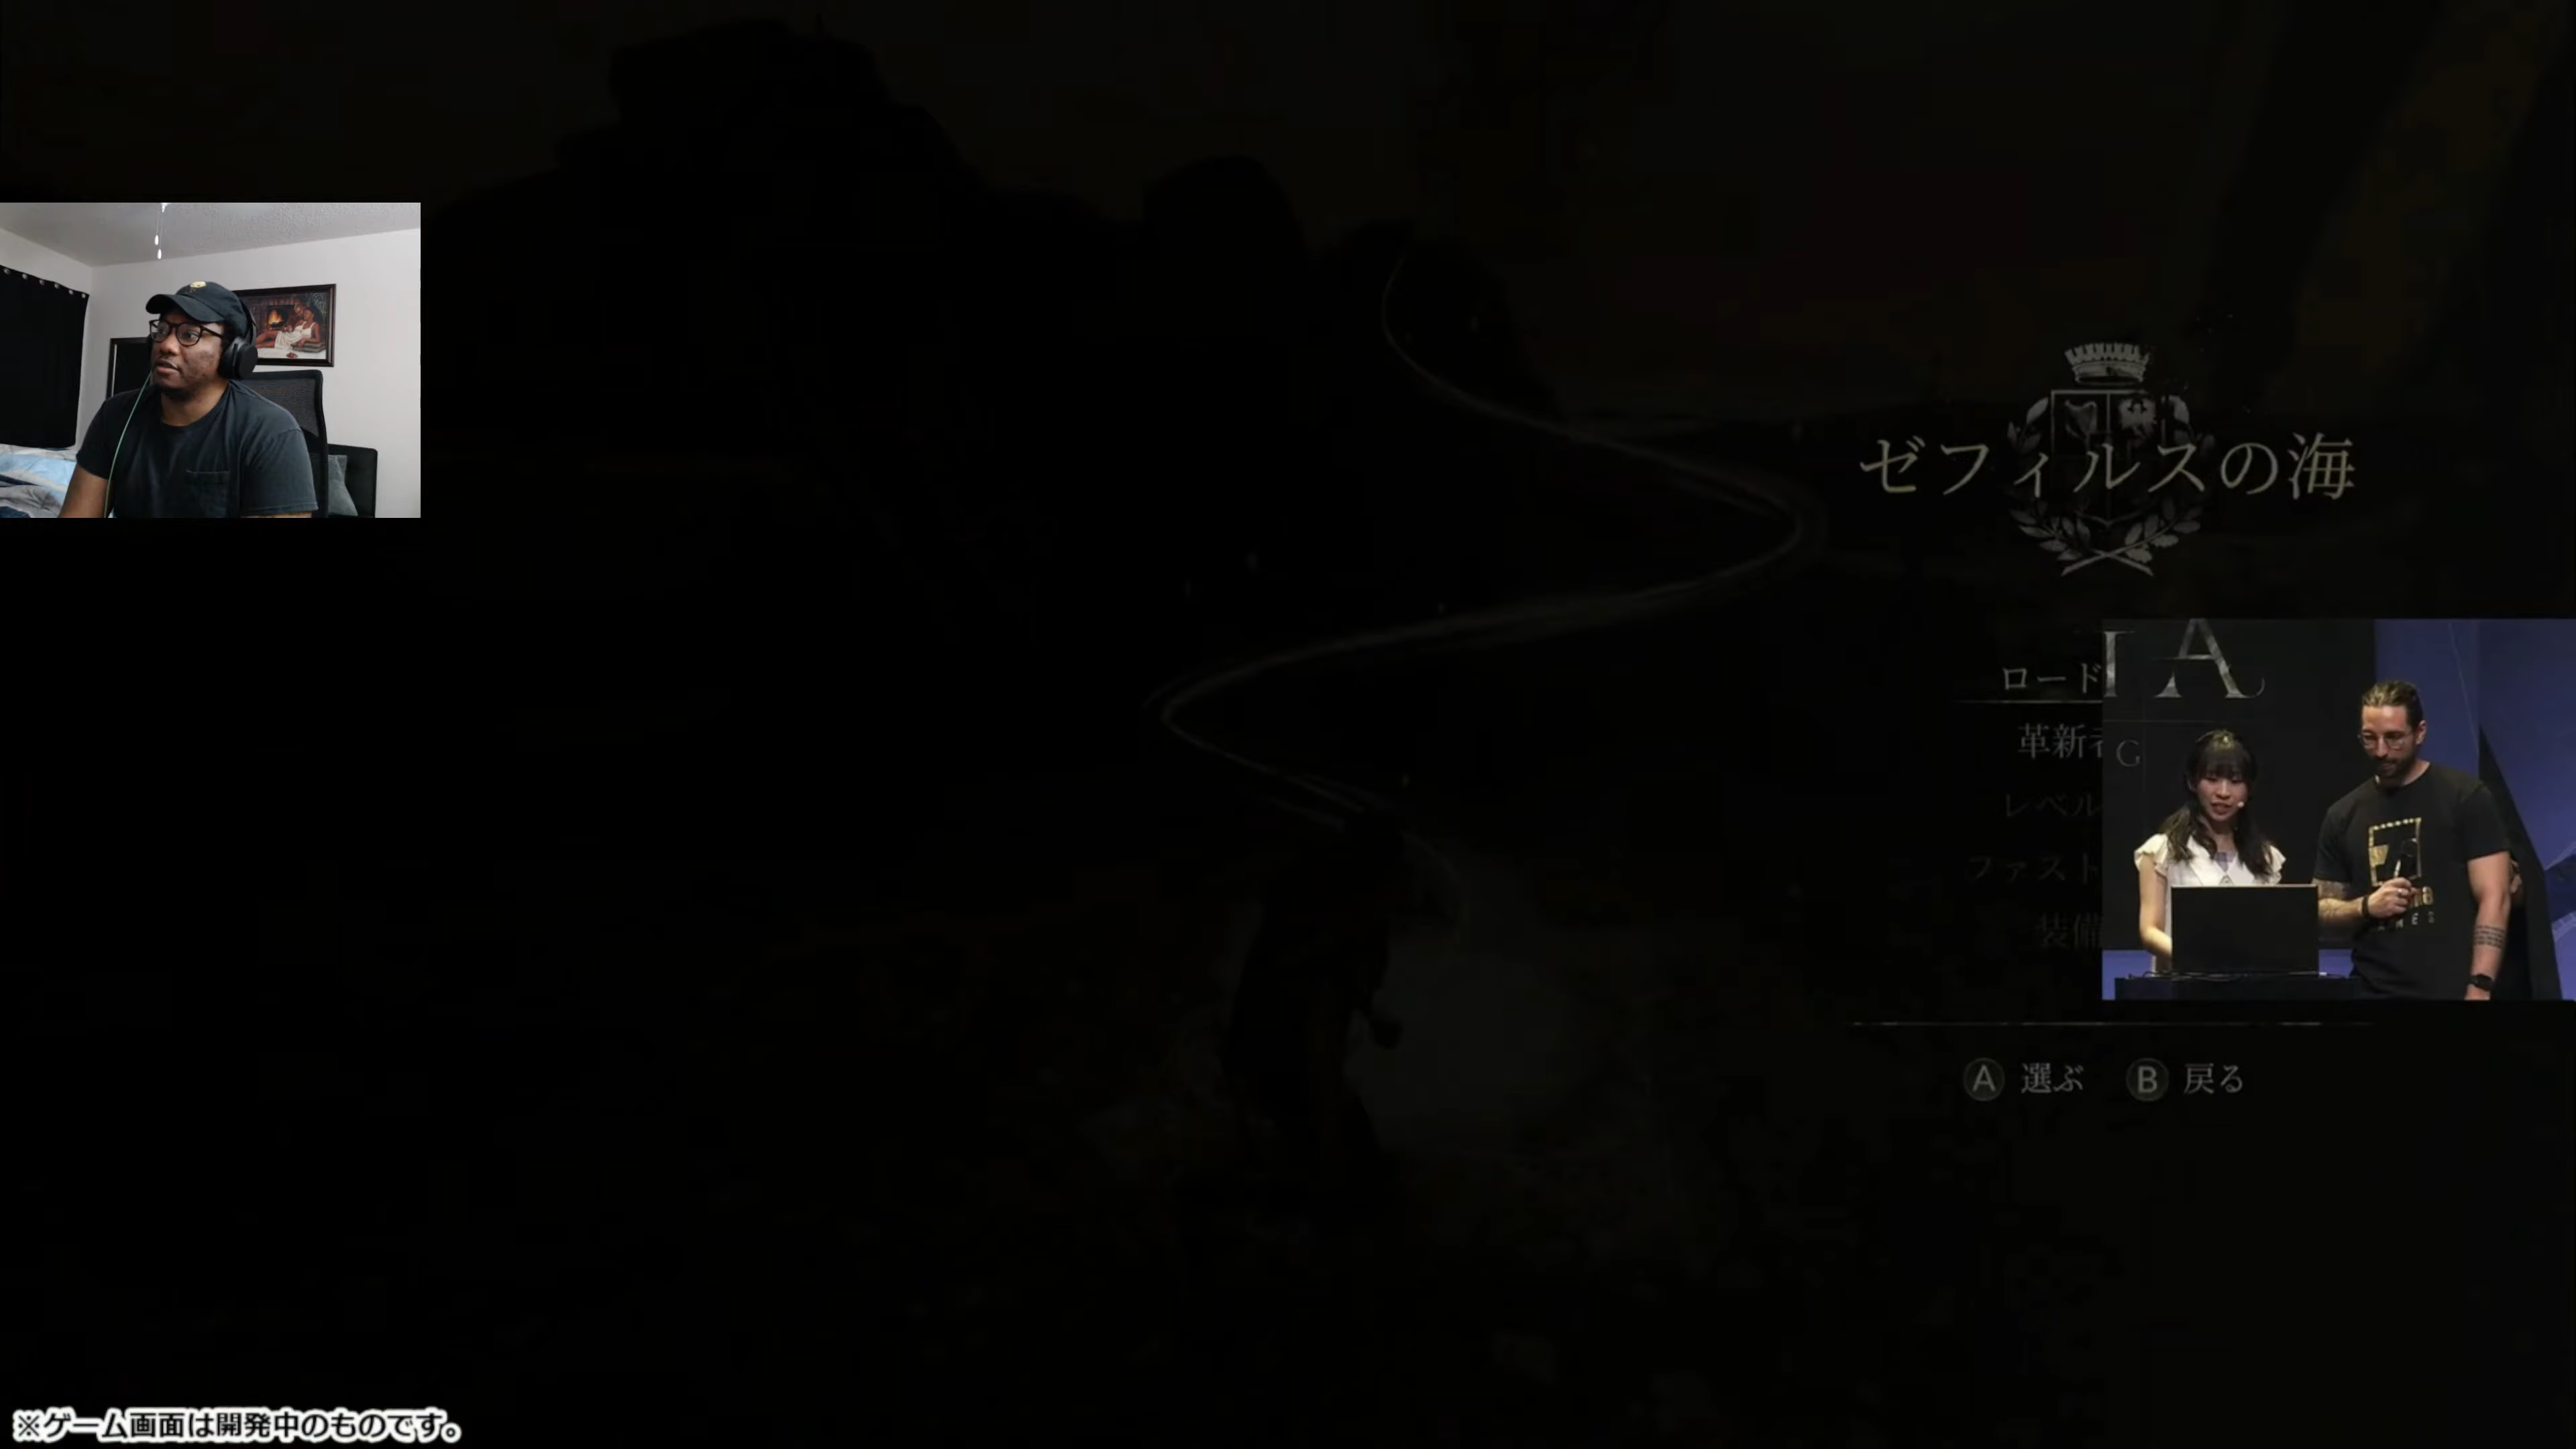 ゼフィルスの海
ロード
革新者
レベル
ファスト
装備
IA
G
A 選ぶ B 戻る
※ゲーム画面は開発中のものです。